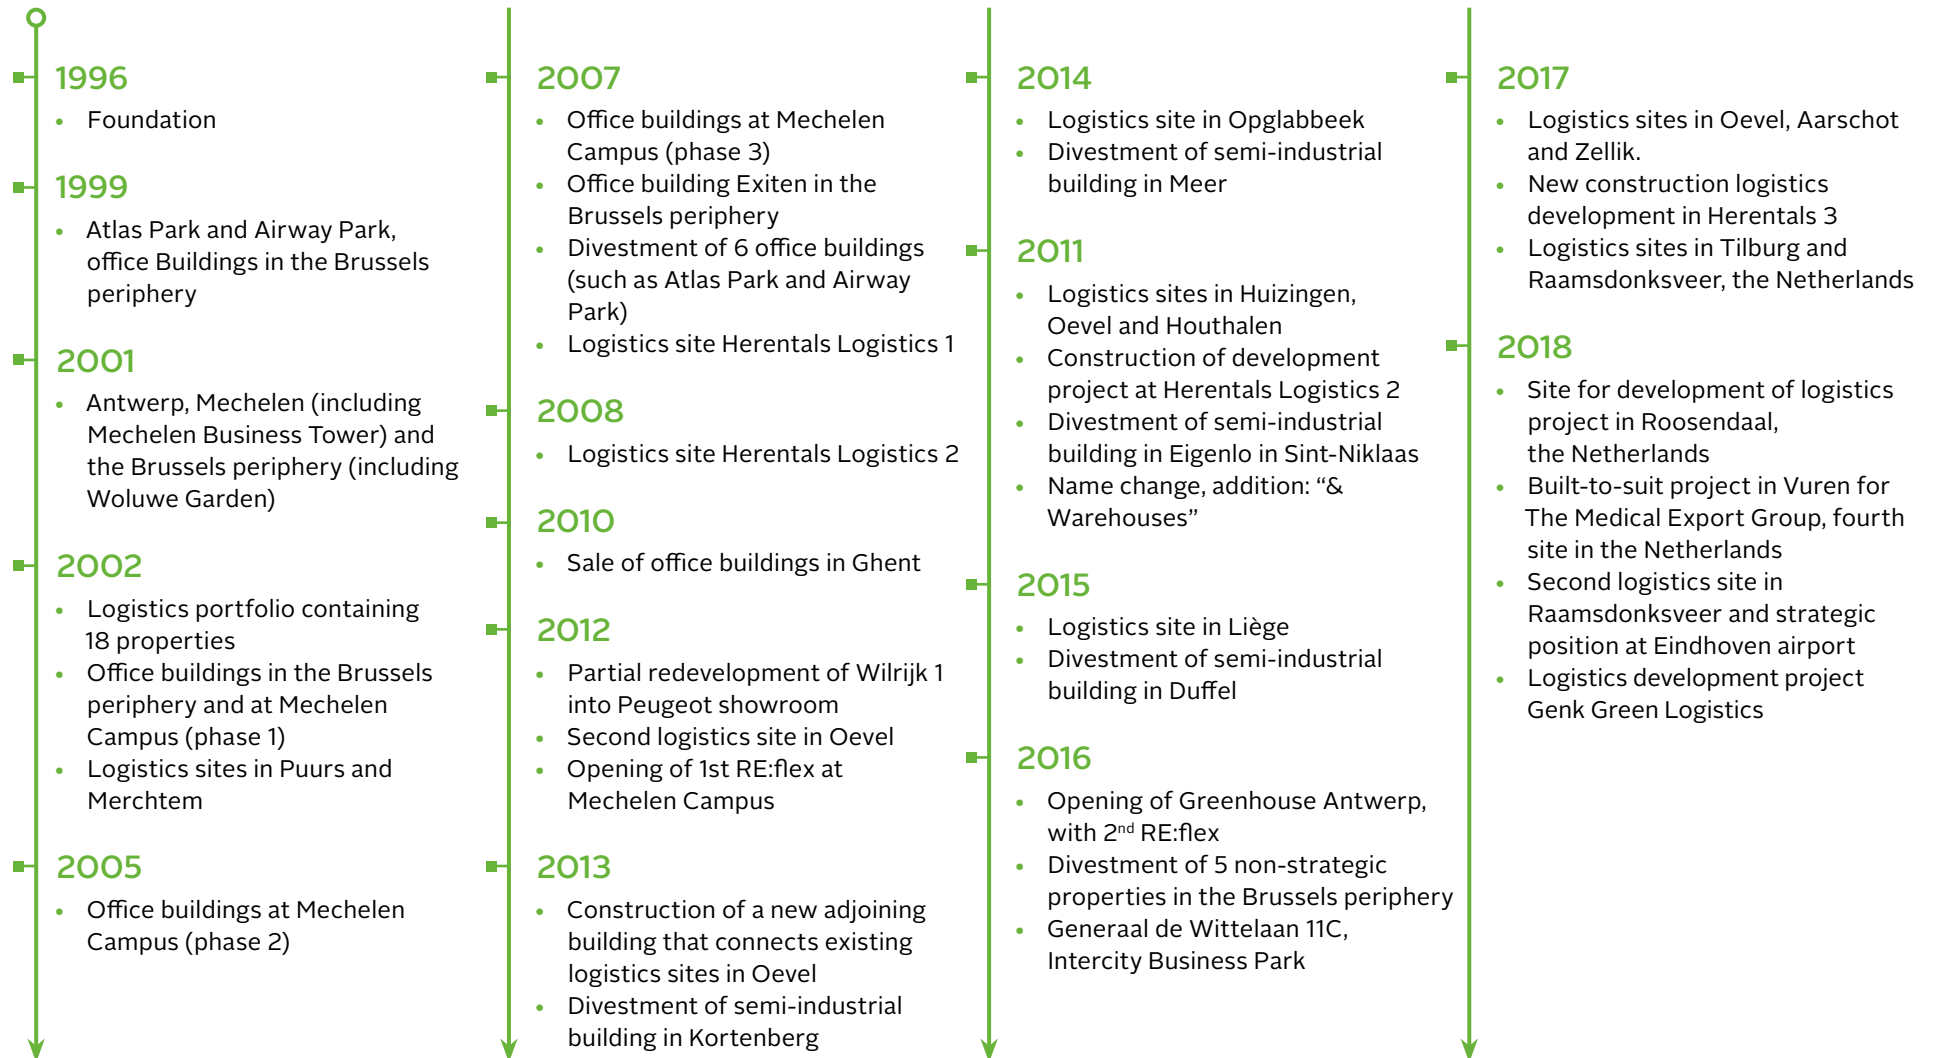 1996
• Foundation
1999
• Atlas Park and Airway Park,
office Buildings in the Brussels
periphery
2001
• Antwerp, Mechelen (including
Mechelen Business Tower) and
the Brussels periphery (including
Woluwe Garden)
2002
• Logistics portfolio containing
18 properties
• Office buildings in the Brussels
periphery and at Mechelen
Campus (phase 1)
• Logistics sites in Puurs and
Merchtem
2005
• Office buildings at Mechelen
Campus (phase 2)
2007
• Office buildings at Mechelen
Campus (phase 3)
• Office building Exiten in the
Brussels periphery
• Divestment of 6 office buildings
(such as Atlas Park and Airway
Park)
• Logistics site Herentals Logistics 1
2008
• Logistics site Herentals Logistics 2
2010
• Sale of office buildings in Ghent
2012
• Partial redevelopment of Wilrijk 1
into Peugeot showroom
• Second logistics site in Oevel
• Opening of 1st RE:flex at
Mechelen Campus
2013
• Construction of a new adjoining
building that connects existing
logistics sites in Oevel
• Divestment of semi-industrial
building in Kortenberg
2014
• Logistics site in Opglabbeek
• Divestment of semi-industrial
building in Meer
2011
• Logistics sites in Huizingen,
Oevel and Houthalen
• Construction of development
project at Herentals Logistics 2
• Divestment of semi-industrial
building in Eigenlo in Sint-Niklaas
• Name change, addition: “&
Warehouses”
2015
• Logistics site in Liège
• Divestment of semi-industrial
building in Duffel
2016
• Opening of Greenhouse Antwerp,
with 2nd RE:flex
• Divestment of 5 non-strategic
properties in the Brussels periphery
• Generaal de Wittelaan 11C,
Intercity Business Park
2017
• Logistics sites in Oevel, Aarschot
and Zellik.
• New construction logistics
development in Herentals 3
• Logistics sites in Tilburg and
Raamsdonksveer, the Netherlands
2018
• Site for development of logistics
project in Roosendaal,
the Netherlands
• Built-to-suit project in Vuren for
The Medical Export Group, fourth
site in the Netherlands
• Second logistics site in
Raamsdonksveer and strategic
position at Eindhoven airport
• Logistics development project
Genk Green Logistics